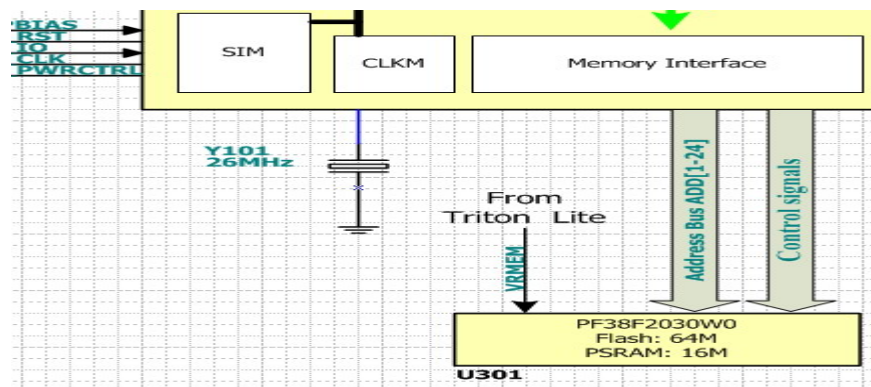 PBIAS
RST
IO
CLK
PWRCTRL
SIM
CLKM
Memory Interface
Y101
26MHz
From
Triton Lite
VRMEM
Address Bus ADD[1-24]
Control signals
PF38F2030W0
Flash: 64M
PSRAM: 16M
U301